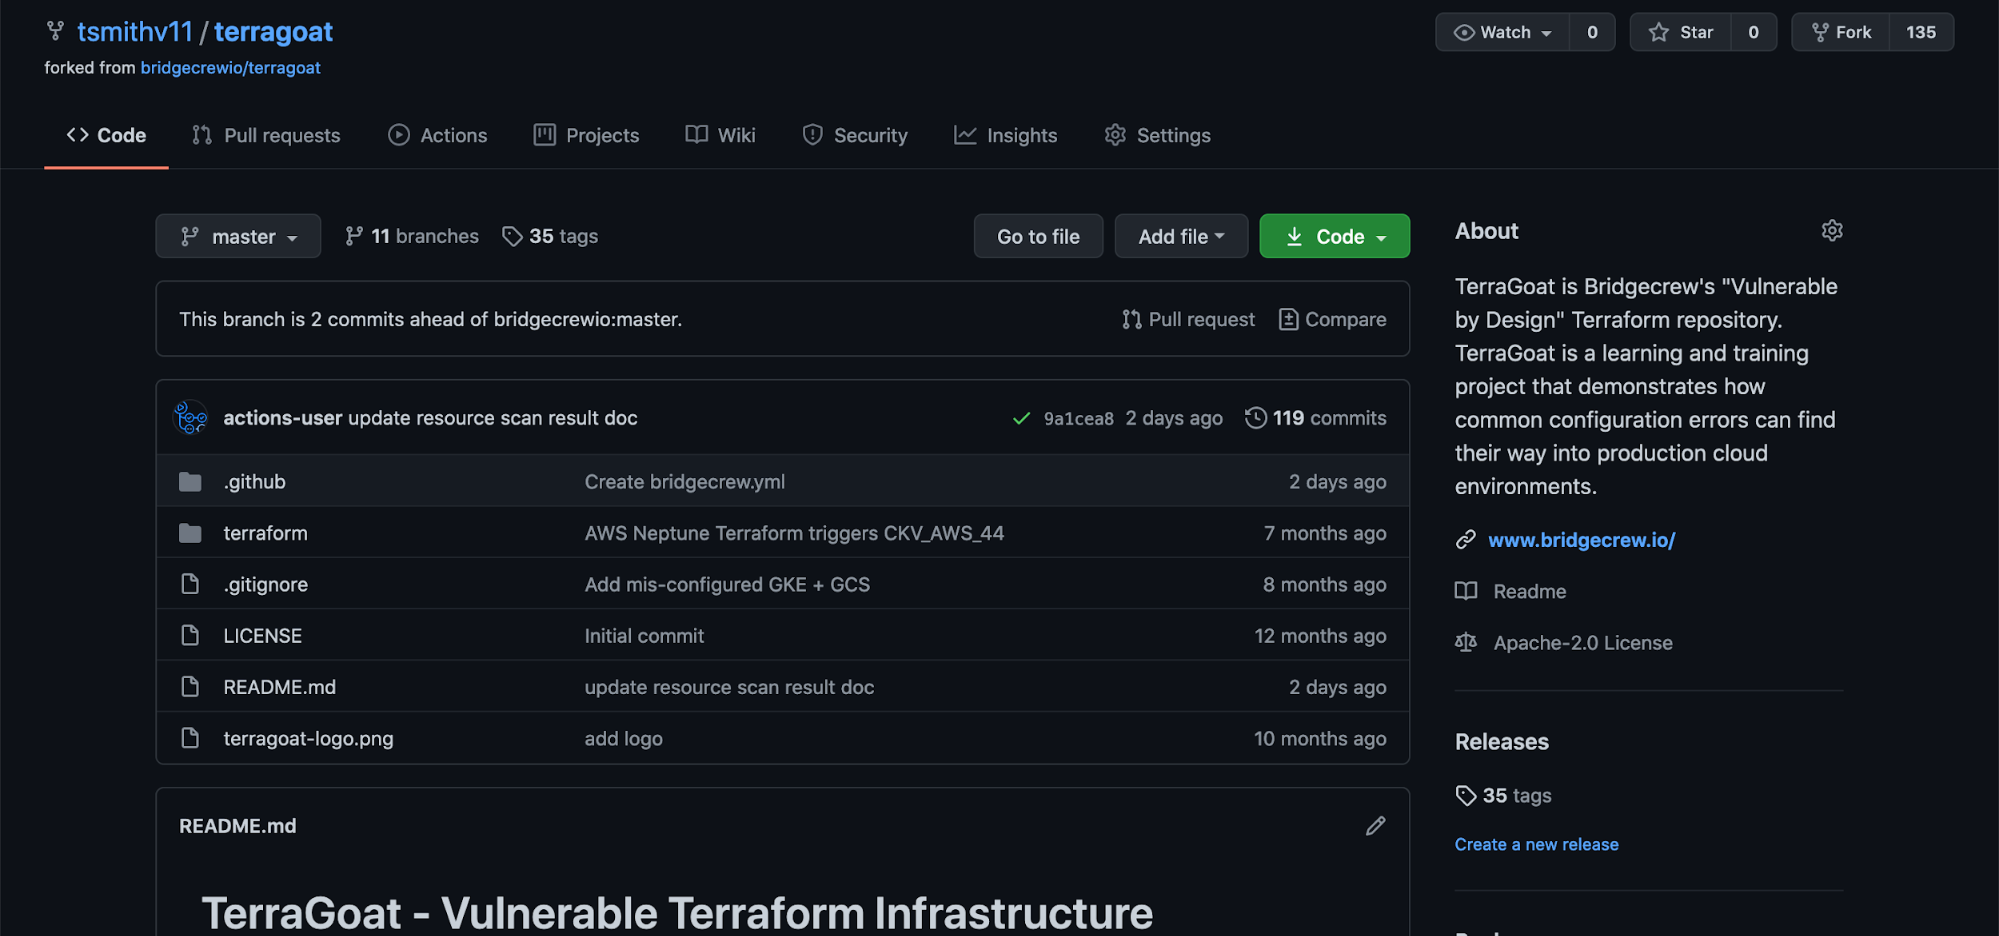 tsmithv11 / terragoat
Watch 0 Star 0 Fork 135
forked from bridgecrewio/terragoat
Code Pull requests Actions Projects Wiki Security Insights Settings
master 11 branches 35 tags Go to file Add file Code
This branch is 2 commits ahead of bridgecrewio:master. Pull request Compare
actions-user update resource scan result doc 9a1cea8 2 days ago 119 commits
.github Create bridgecrew.yml 2 days ago
terraform AWS Neptune Terraform triggers CKV_AWS_44 7 months ago
.gitignore Add mis-configured GKE + GCS 8 months ago
LICENSE Initial commit 12 months ago
README.md update resource scan result doc 2 days ago
terragoat-logo.png add logo 10 months ago
README.md
TerraGoat - Vulnerable Terraform Infrastructure
About
TerraGoat is Bridgecrew's "Vulnerable
by Design" Terraform repository.
TerraGoat is a learning and training
project that demonstrates how
common configuration errors can find
their way into production cloud
environments.
www.bridgecrew.io/
Readme
Apache-2.0 License
Releases
35 tags
Create a new release